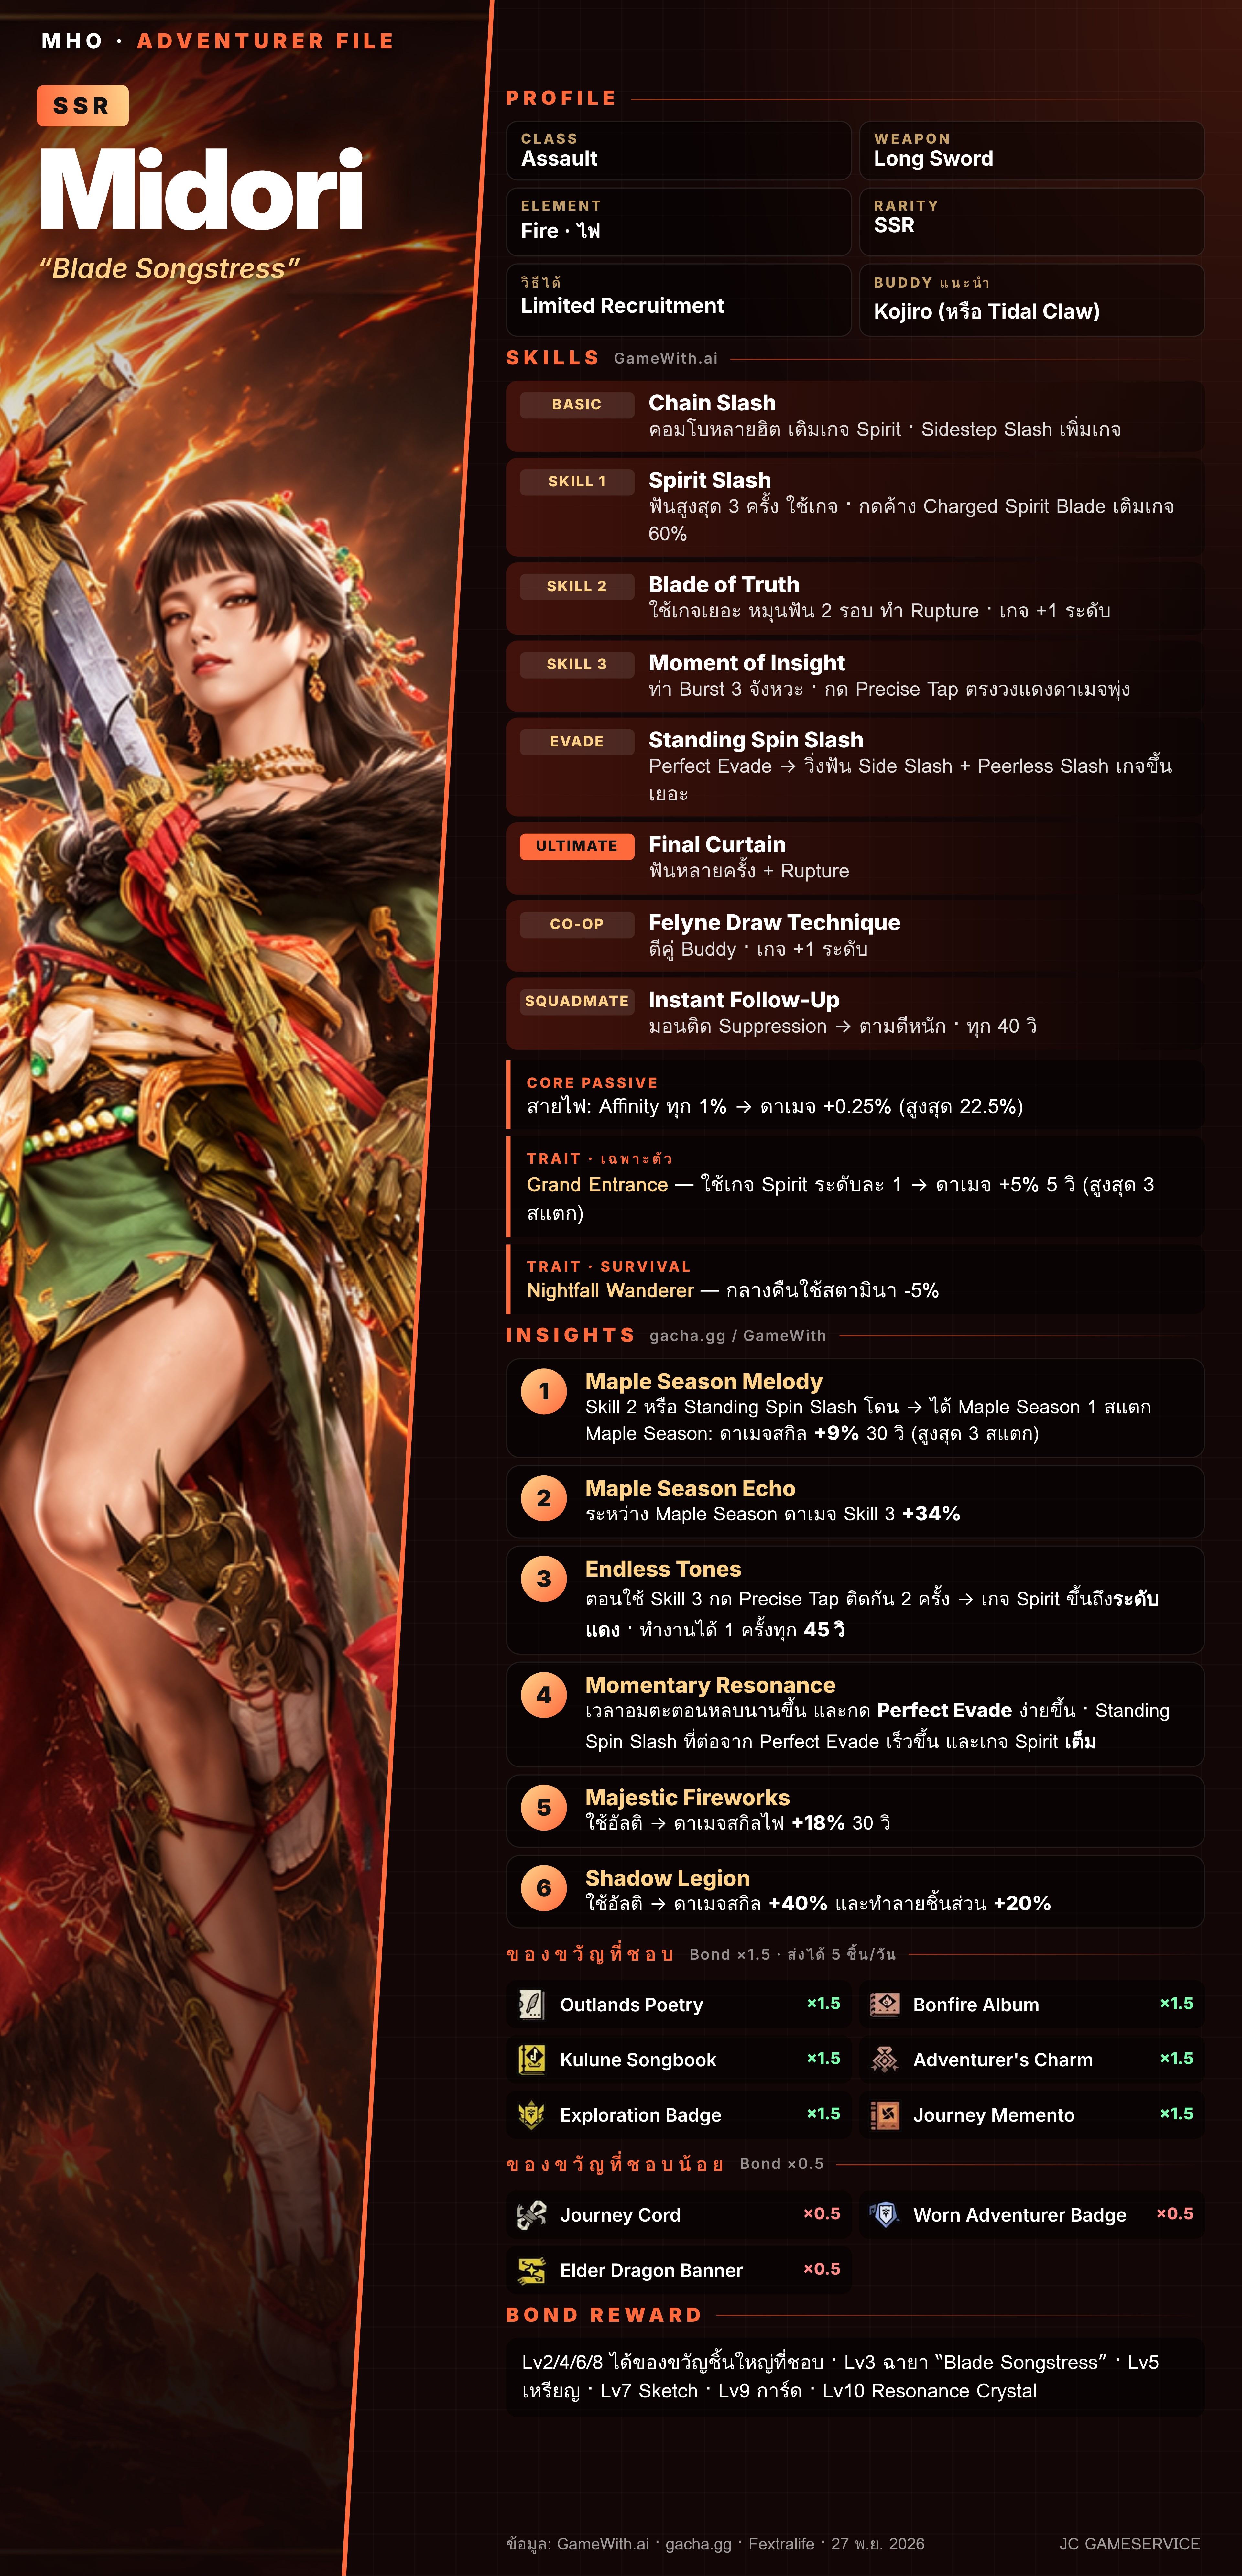 MHO · ADVENTURER FILE
SSR
Midori
“Blade Songstress”
PROFILE
CLASS
Assault
WEAPON
Long Sword
ELEMENT
Fire · ไฟ
RARITY
SSR
วิธีได้
Limited Recruitment
BUDDY แนะนำ
Kojiro (หรือ Tidal Claw)
SKILLS GameWith.ai
BASIC
Chain Slash
คอมโบหลายฮิต เติมเกจ Spirit · Sidestep Slash เพิ่มเกจ
SKILL 1
Spirit Slash
ฟันสูงสุด 3 ครั้ง ใช้เกจ · กดค้าง Charged Spirit Blade เติมเกจ
60%
SKILL 2
Blade of Truth
ใช้เกจเยอะ หมุนฟัน 2 รอบ ทำ Rupture · เกจ +1 ระดับ
SKILL 3
Moment of Insight
ท่า Burst 3 จังหวะ · กด Precise Tap ตรงวงแดงดาเมจพุ่ง
EVADE
Standing Spin Slash
Perfect Evade → วิ่งฟัน Side Slash + Peerless Slash เกจขึ้น
เยอะ
ULTIMATE
Final Curtain
ฟันหลายครั้ง + Rupture
CO-OP
Felyne Draw Technique
ตีคู่ Buddy · เกจ +1 ระดับ
SQUADMATE
Instant Follow-Up
มอนติด Suppression → ตามตีหนัก · ทุก 40 วิ
CORE PASSIVE
สายไฟ: Affinity ทุก 1% → ดาเมจ +0.25% (สูงสุด 22.5%)
TRAIT · เฉพาะตัว
Grand Entrance — ใช้เกจ Spirit ระดับละ 1 → ดาเมจ +5% 5 วิ (สูงสุด 3
สแตก)
TRAIT · SURVIVAL
Nightfall Wanderer — กลางคืนใช้สตามินา -5%
INSIGHTS gacha.gg / GameWith
1
Maple Season Melody
Skill 2 หรือ Standing Spin Slash โดน → ได้ Maple Season 1 สแตก
Maple Season: ดาเมจสกิล +9% 30 วิ (สูงสุด 3 สแตก)
2
Maple Season Echo
ระหว่าง Maple Season ดาเมจ Skill 3 +34%
3
Endless Tones
ตอนใช้ Skill 3 กด Precise Tap ติดกัน 2 ครั้ง → เกจ Spirit ขึ้นถึงระดับ
แดง · ทำงานได้ 1 ครั้งทุก 45 วิ
4
Momentary Resonance
เวลาอมตะตอนหลบนานขึ้น และกด Perfect Evade ง่ายขึ้น · Standing
Spin Slash ที่ต่อจาก Perfect Evade เร็วขึ้น และเกจ Spirit เต็ม
5
Majestic Fireworks
ใช้อัลติ → ดาเมจสกิลไฟ +18% 30 วิ
6
Shadow Legion
ใช้อัลติ → ดาเมจสกิล +40% และทำลายชิ้นส่วน +20%
ของขวัญที่ชอบ Bond ×1.5 · ส่งได้ 5 ชิ้น/วัน
Outlands Poetry ×1.5
Bonfire Album ×1.5
Kulune Songbook ×1.5
Adventurer's Charm ×1.5
Exploration Badge ×1.5
Journey Memento ×1.5
ของขวัญที่ชอบน้อย Bond ×0.5
Journey Cord ×0.5
Worn Adventurer Badge ×0.5
Elder Dragon Banner ×0.5
BOND REWARD
Lv2/4/6/8 ได้ของขวัญชิ้นใหญ่ที่ชอบ · Lv3 ฉายา “Blade Songstress” · Lv5
เหรียญ · Lv7 Sketch · Lv9 การ์ด · Lv10 Resonance Crystal
ข้อมูล: GameWith.ai · gacha.gg · Fextralife · 27 พ.ย. 2026
JC GAMESERVICE